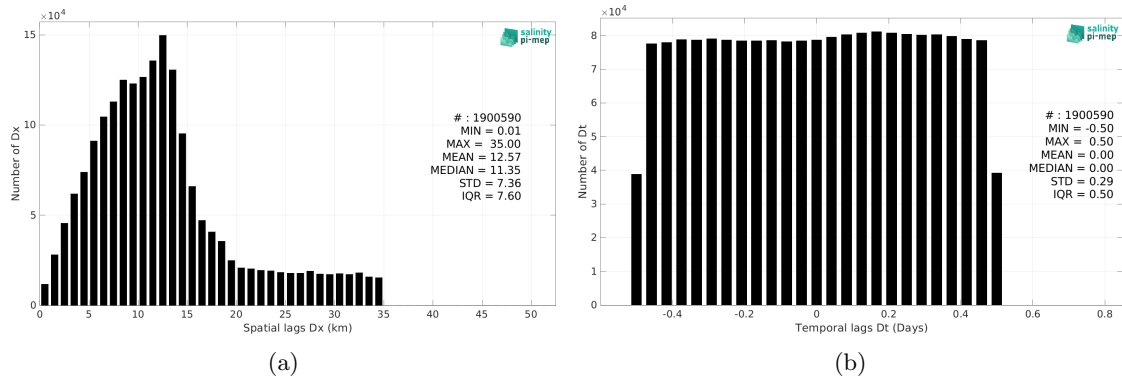 ×10⁴
15
10
5
0
Number of Dx
0 5 10 15 20 25 30 35 40 45 50
Spatial lags Dx (km)
salinity
pi-mep
# : 1900590
MIN = 0.01
MAX = 35.00
MEAN = 12.57
MEDIAN = 11.35
STD = 7.36
IQR = 7.60
(a)
×10⁴
8
7
6
5
4
3
2
1
0
Number of Dt
-0.4 -0.2 0 0.2 0.4 0.6 0.8
Temporal lags Dt (Days)
salinity
pi-mep
# : 1900590
MIN = -0.50
MAX = 0.50
MEAN = 0.00
MEDIAN = 0.00
STD = 0.29
IQR = 0.50
(b)